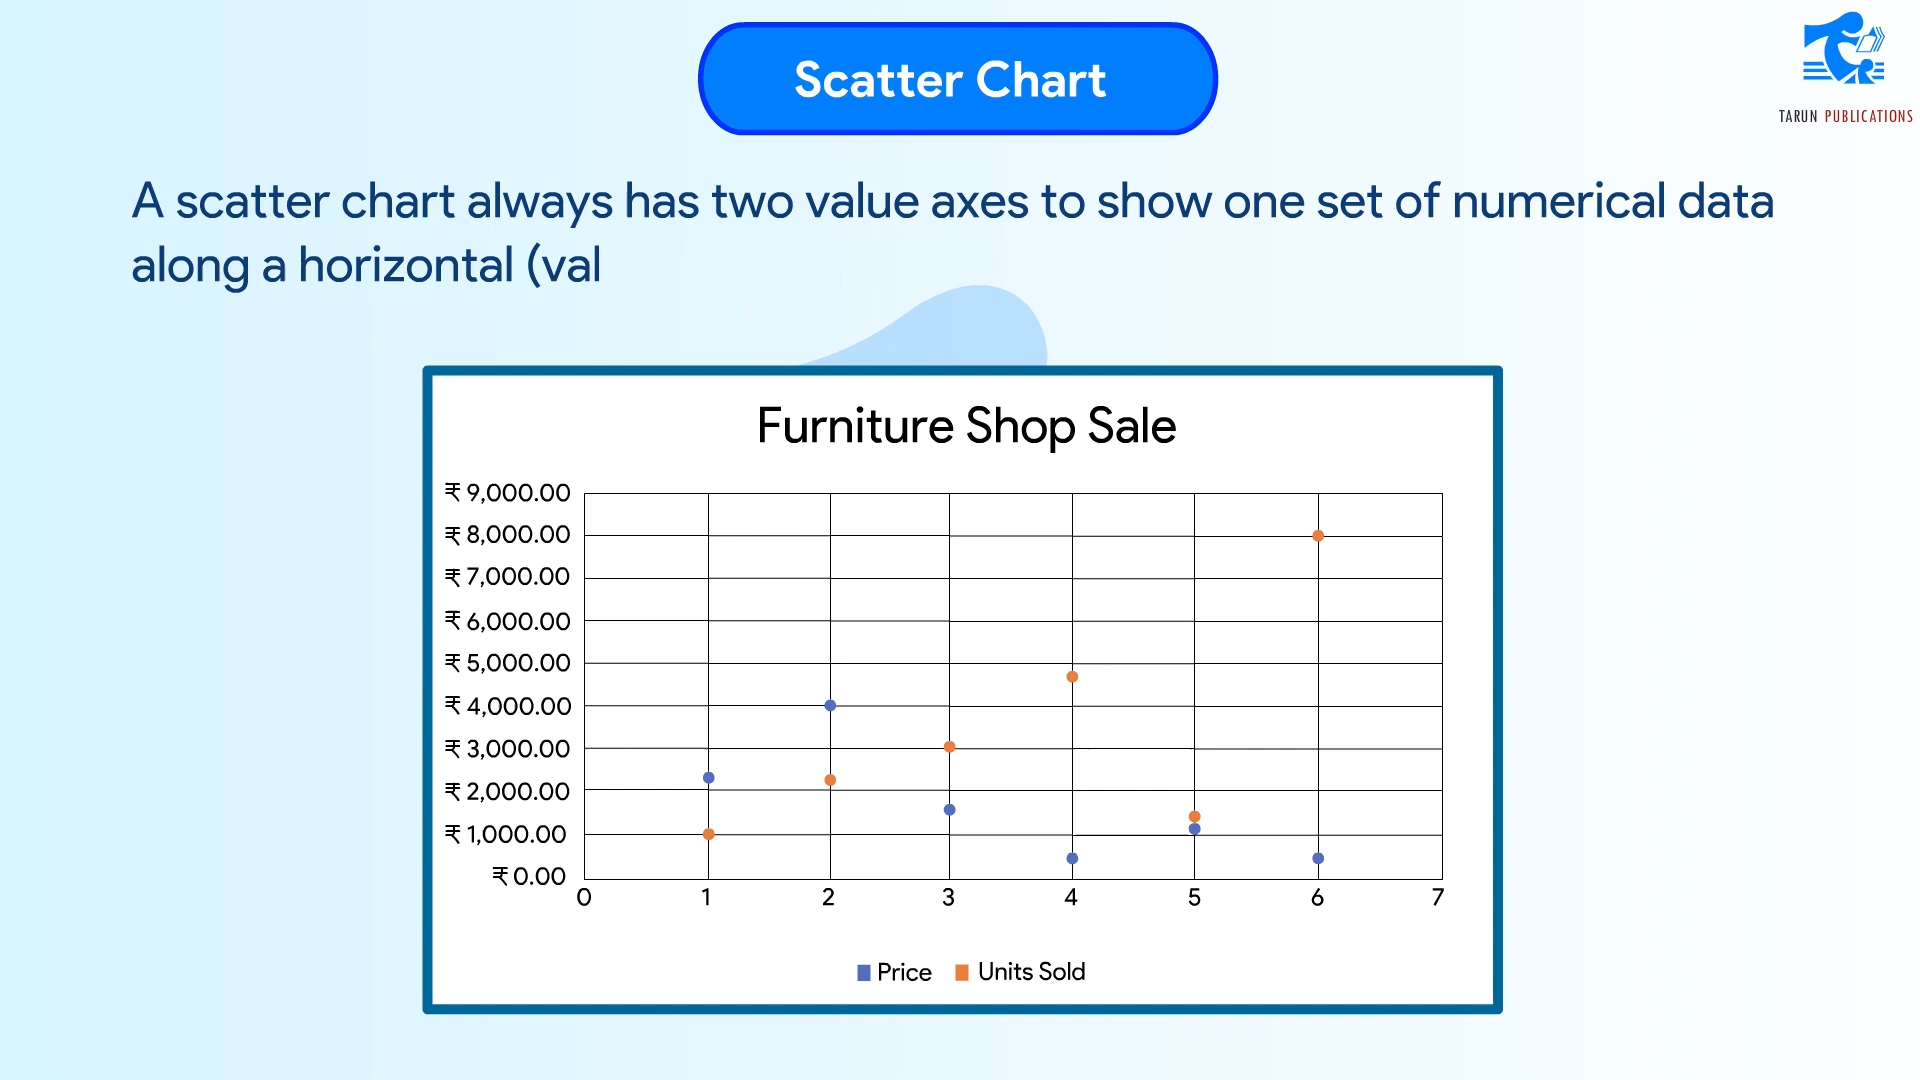 Scatter Chart
TARUN PUBLICATIONS
A scatter chart always has two value axes to show one set of numerical data
along a horizontal (val
Furniture Shop Sale
₹ 9,000.00
₹ 8,000.00
₹ 7,000.00
₹ 6,000.00
₹ 5,000.00
₹ 4,000.00
₹ 3,000.00
₹ 2,000.00
₹ 1,000.00
₹ 0.00
0 1 2 3 4 5 6 7
Price Units Sold